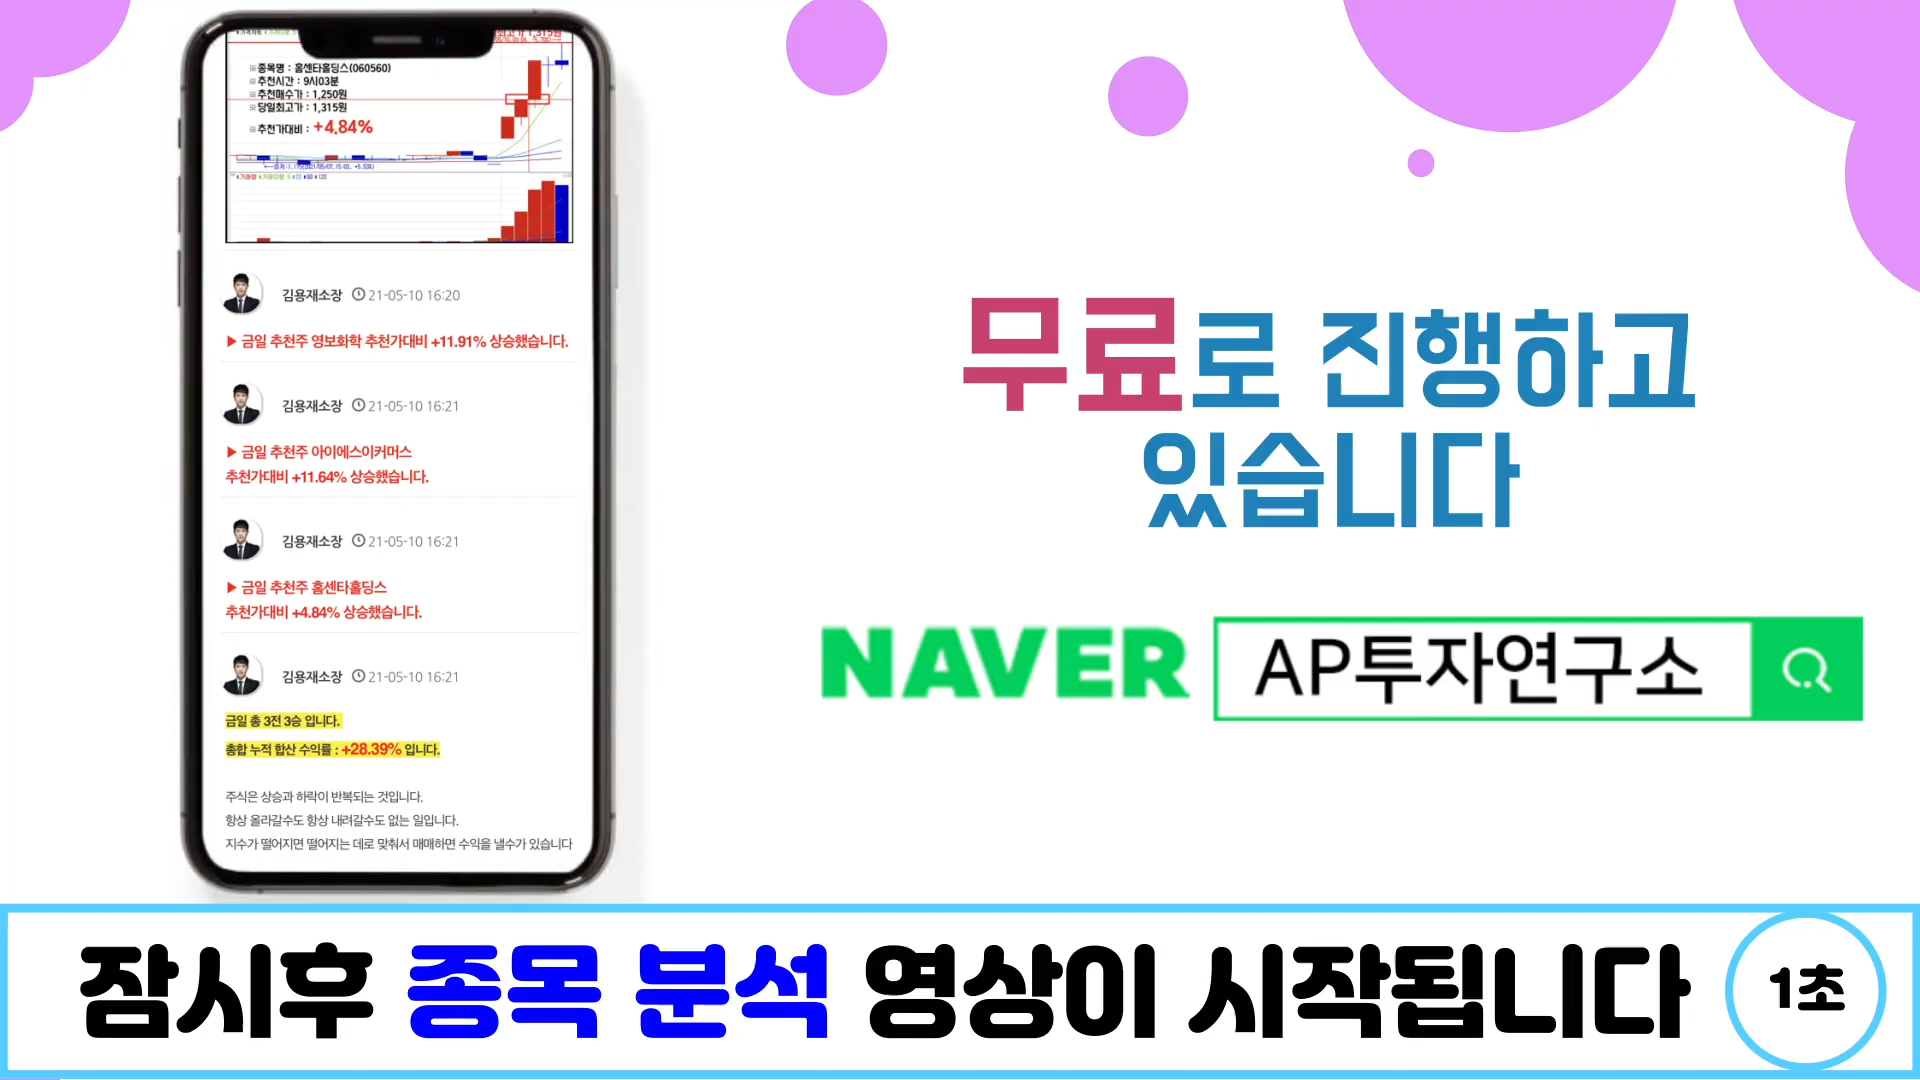 ※종목명 : 홈센타홀딩스(060560)
※추천시간 : 9시03분
※추천매수가 : 1,250원
※당일최고가 : 1,315원
※추천가대비 : +4.84%
김용재소장 21-05-10 16:20
▶ 금일 추천주 영보화학 추천가대비 +11.91% 상승했습니다.
김용재소장 21-05-10 16:21
▶ 금일 추천주 아이에스이커머스
추천가대비 +11.64% 상승했습니다.
김용재소장 21-05-10 16:21
▶ 금일 추천주 홈센타홀딩스
추천가대비 +4.84% 상승했습니다.
김용재소장 21-05-10 16:21
금일 총 3전 3승 입니다.
총합 누적 합산 수익률 : +28.39% 입니다.
주식은 상승과 하락이 반복되는 것입니다.
항상 올라갈수도 항상 내려갈수도 없는 일입니다.
지수가 떨어지면 떨어지는 데로 맞춰서 매매하면 수익을 낼수가 있습니다
무료로 진행하고
있습니다
NAVER AP투자연구소
잠시후 종목 분석 영상이 시작됩니다 1초